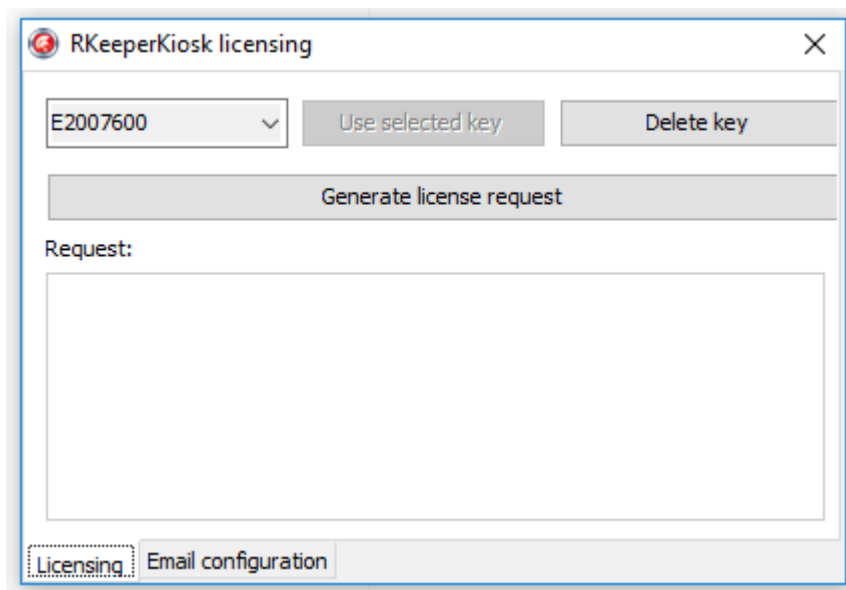 RKeeperKiosk licensing
E2007600
Use selected key
Delete key
Generate license request
Request:
Licensing
Email configuration